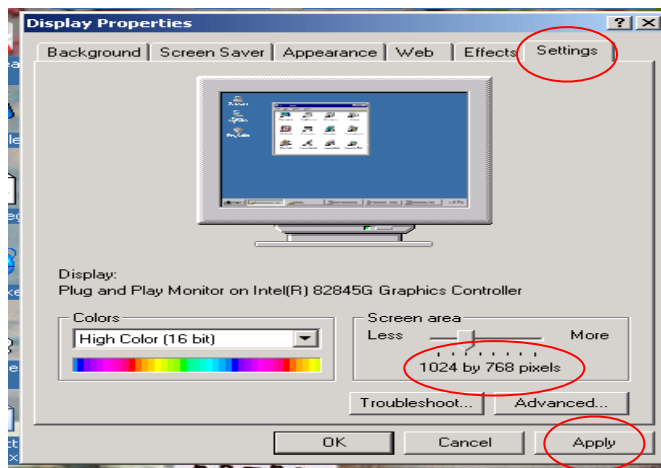 Display Properties
Background Screen Saver Appearance Web Effects Settings
Display:
Plug and Play Monitor on Intel(R) 82845G Graphics Controller
Colors
High Color (16 bit)
Screen area
Less More
1024 by 768 pixels
Troubleshoot... Advanced...
OK Cancel Apply